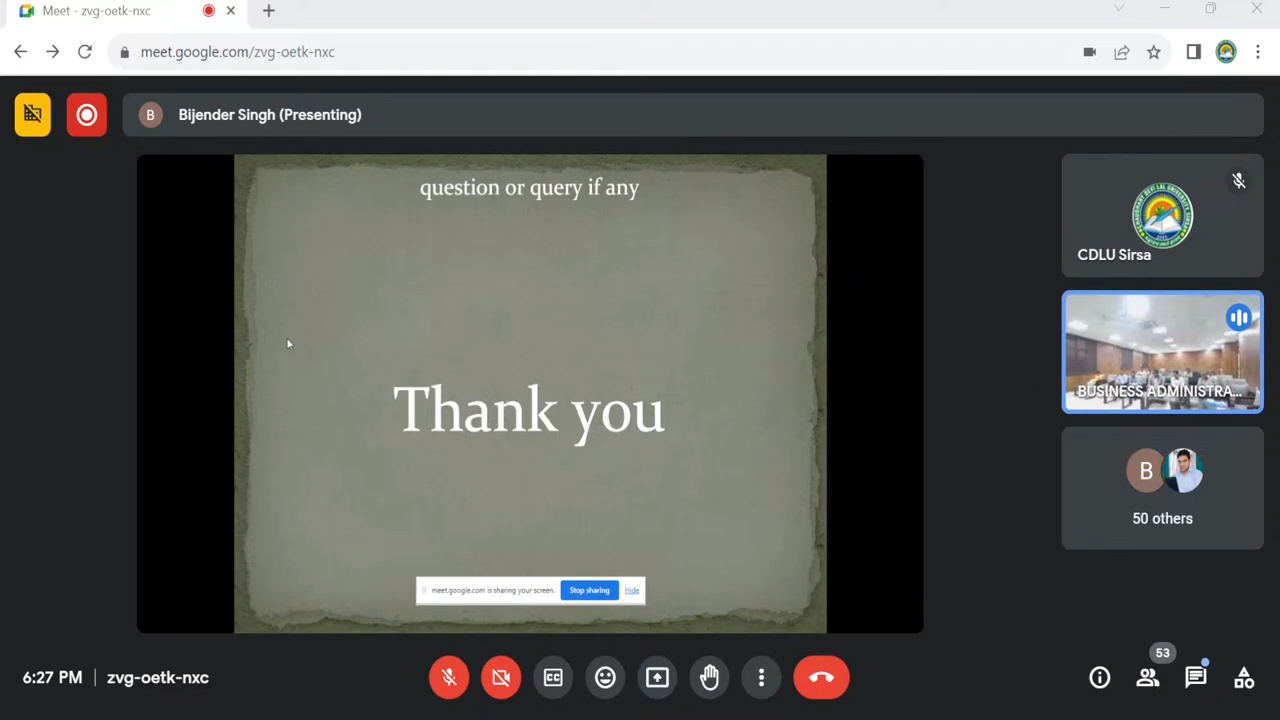 Meet - zvg-oetk-nxc
meet.google.com/zvg-oetk-nxc
B
Bijender Singh (Presenting)
question or query if any
Thank you
meet.google.com is sharing your screen.
Stop sharing
Hide
CDLU Sirsa
BUSINESS ADMINISTRA...
B
50 others
6:27 PM
zvg-oetk-nxc
CC
53